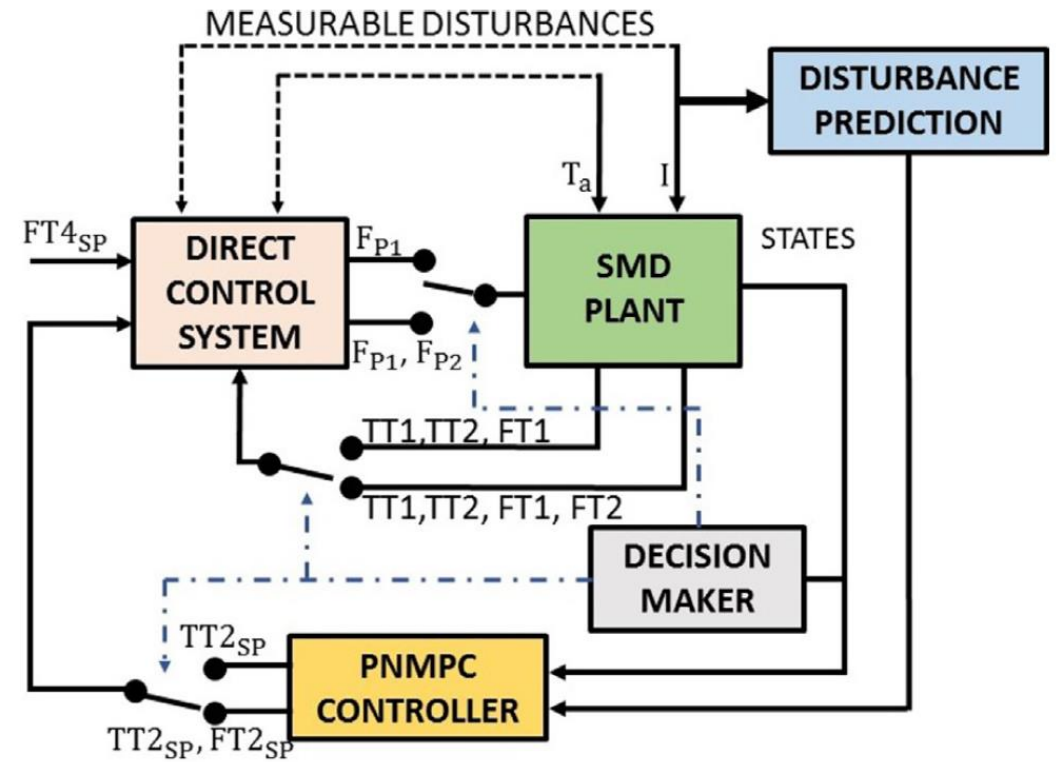 MEASURABLE DISTURBANCES
DISTURBANCE
PREDICTION
Ta
I
FT4SP
DIRECT
CONTROL
SYSTEM
FP1
FP1, FP2
SMD
PLANT
STATES
TT1,TT2, FT1
TT1,TT2, FT1, FT2
DECISION
MAKER
TT2SP
PNMPC
CONTROLLER
TT2SP, FT2SP